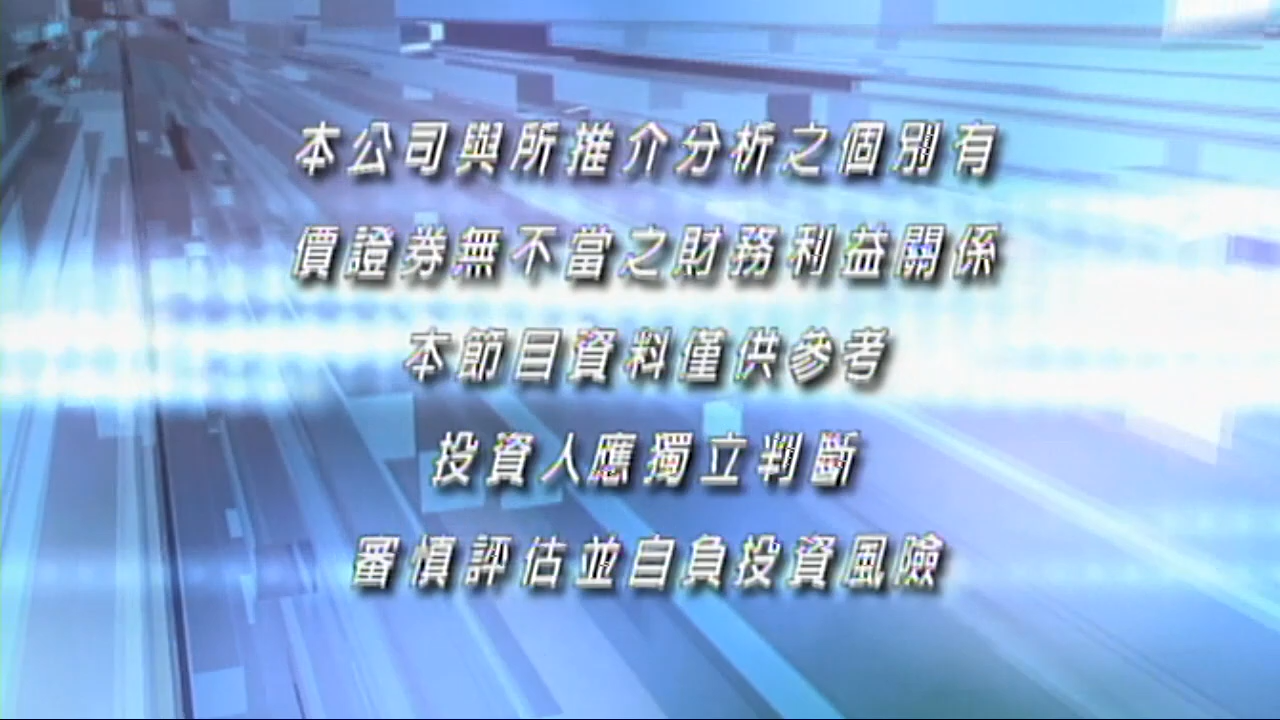 本公司與所推介分析之個別有
價證券無不當之財務利益關係
本節目資料僅供參考
投資人應獨立判斷
審慎評估並自負投資風險